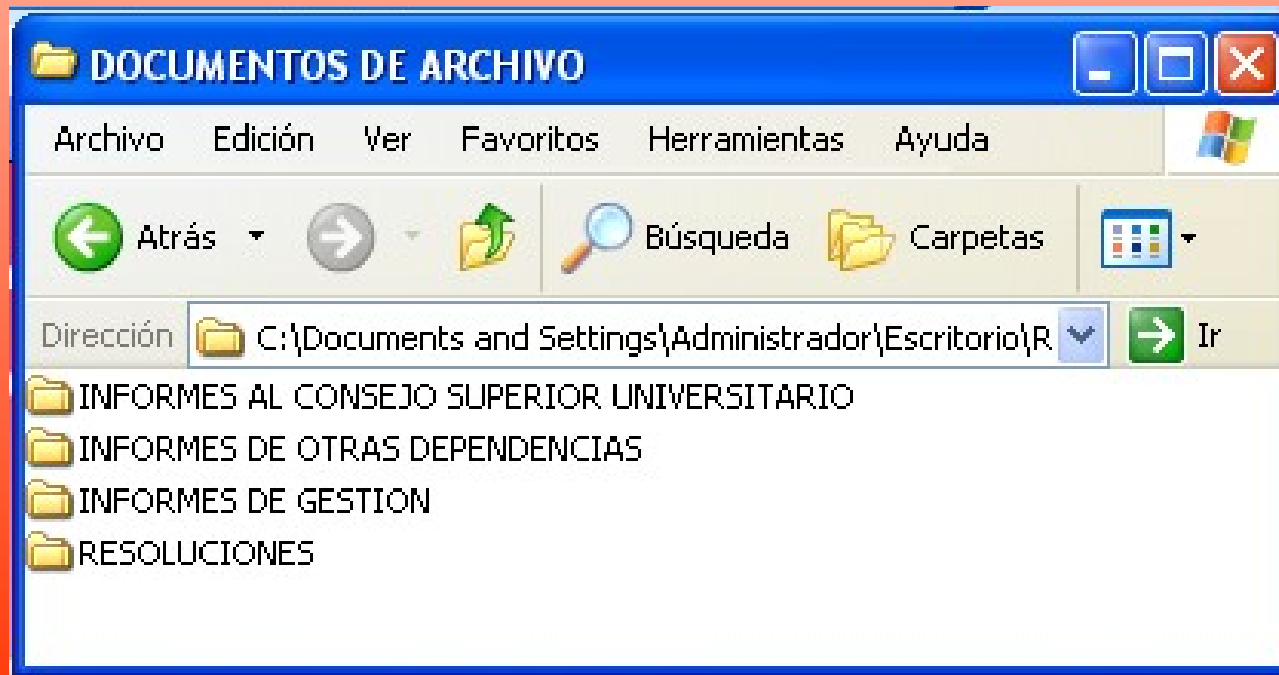 DOCUMENTOS DE ARCHIVO
Archivo Edición Ver Favoritos Herramientas Ayuda
Atrás Búsqueda Carpetas
Dirección C:\Documents and Settings\Administrador\Escritorio\R Ir
INFORMES AL CONSEJO SUPERIOR UNIVERSITARIO
INFORMES DE OTRAS DEPENDENCIAS
INFORMES DE GESTION
RESOLUCIONES